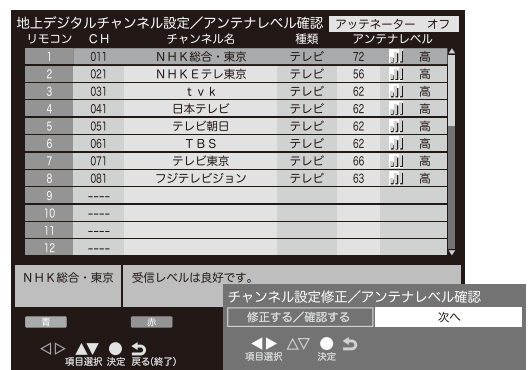 地上デジタルチャンネル設定／アンテナレベル確認 アッテネーター オフ
リモコン CH チャンネル名 種類 アンテナレベル
1 011 NHK総合・東京 テレビ 72 高
2 021 NHKEテレ東京 テレビ 56 高
3 031 tvk テレビ 62 高
4 041 日本テレビ テレビ 62 高
5 051 テレビ朝日 テレビ 62 高
6 061 TBS テレビ 62 高
7 071 テレビ東京 テレビ 66 高
8 081 フジテレビジョン テレビ 63 高
9 ----
10 ----
11 ----
12 ----
NHK総合・東京 受信レベルは良好です。
チャンネル設定修正／アンテナレベル確認
修正する／確認する 次へ
青 赤
項目選択 決定 戻る(終了)
項目選択 決定